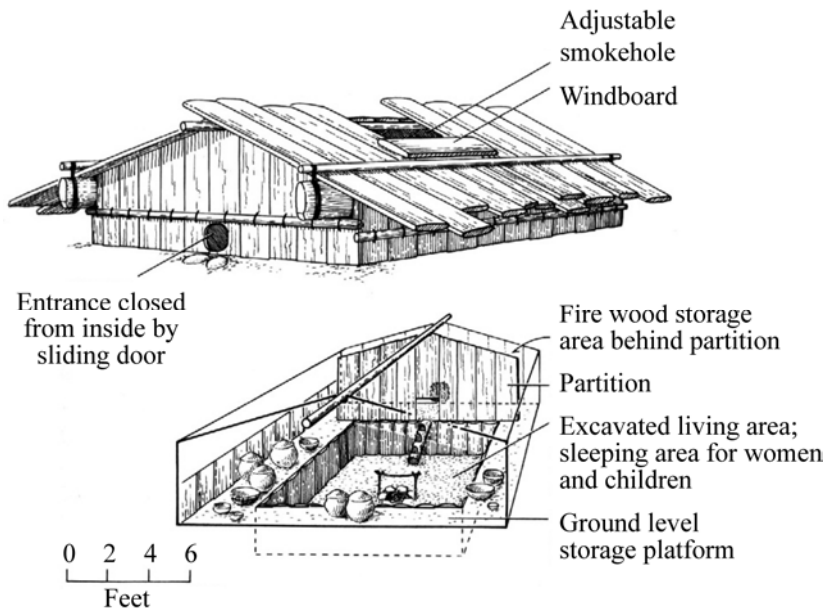 Adjustable
smokehole
Windboard
Entrance closed
from inside by
sliding door
Fire wood storage
area behind partition
Partition
Excavated living area;
sleeping area for women
and children
Ground level
storage platform
0 2 4 6
Feet